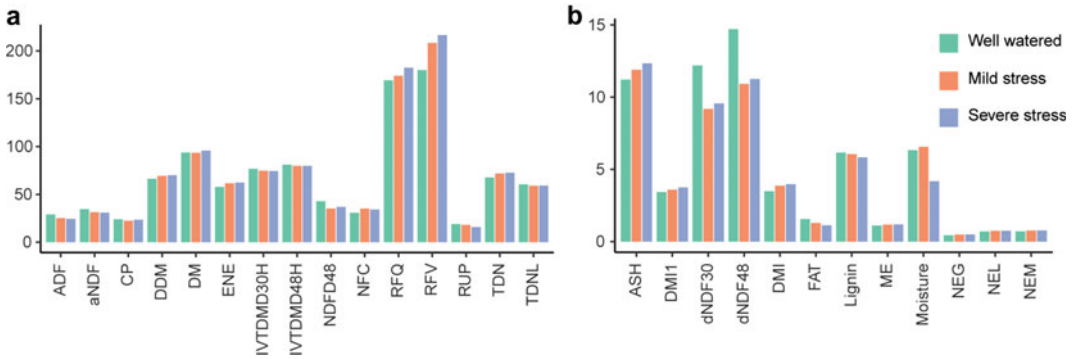 a
200
150
100
50
0
ADF
aNDF
CP
DDM
DM
ENE
IVTDMD30H
IVTDMD48H
NDFD48
NFC
RFQ
RFV
RUP
TDN
TDNL
b
15
10
5
0
ASH
DMI1
dNDF30
dNDF48
DMI
FAT
Lignin
ME
Moisture
NEG
NEL
NEM
Well watered
Mild stress
Severe stress